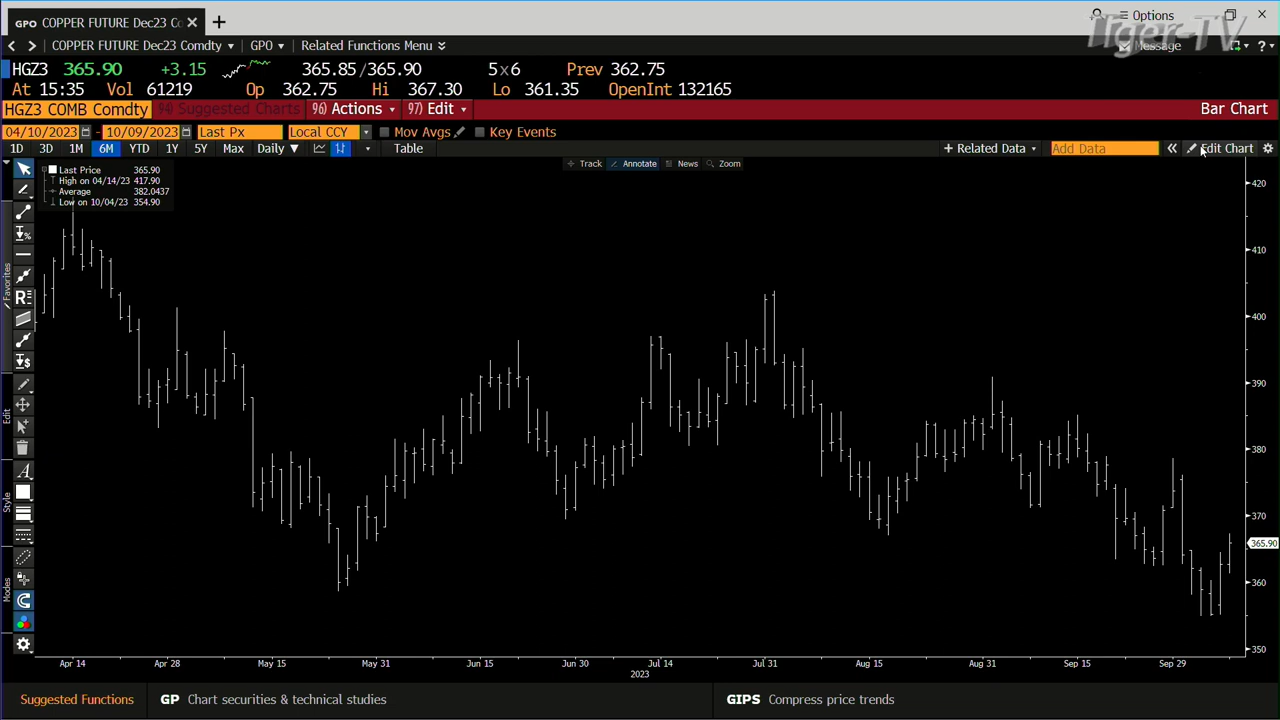 GPO COPPER FUTURE Dec23 Co × +
Options
Tiger-TV
< > COPPER FUTURE Dec23 Comdty GPO Related Functions Menu Message ?
HGZ3 365.90 +3.15 365.85/365.90 5x6 Prev 362.75
At 15:35 Vol 61219 Op 362.75 Hi 367.30 Lo 361.35 OpenInt 132165
HGZ3 COMB Comdty 94) Suggested Charts 96) Actions 97) Edit Bar Chart
04/10/2023 - 10/09/2023 Last Px Local CCY Mov Avgs Key Events
1D 3D 1M 6M YTD 1Y 5Y Max Daily Table + Related Data Add Data « Edit Chart
Track Annotate News Zoom
Last Price 365.90
High on 04/14/23 417.90
Average 382.0437
Low on 10/04/23 354.90
Favorites
Edit
Style
Modes
420
410
400
390
380
370
365.90
360
350
Apr 14 Apr 28 May 15 May 31 Jun 15 Jun 30 Jul 14 Jul 31 Aug 15 Aug 31 Sep 15 Sep 29
2023
Suggested Functions GP Chart securities & technical studies GIPS Compress price trends